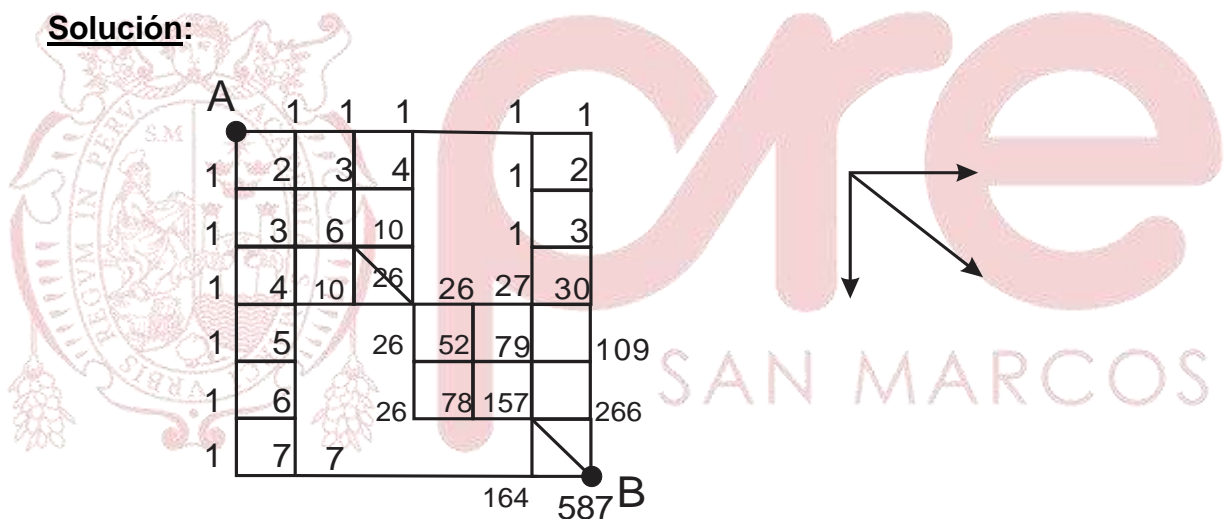 Solución:
A
1 1 1 1 1
1 2 3 4 1 2
1 3 6 10 1 3
1 4 10 26 26 27 30
1 5 26 52 79 109
1 6 26 78 157 266
1 7 7
164 587 B
pre
SAN MARCOS
S.M